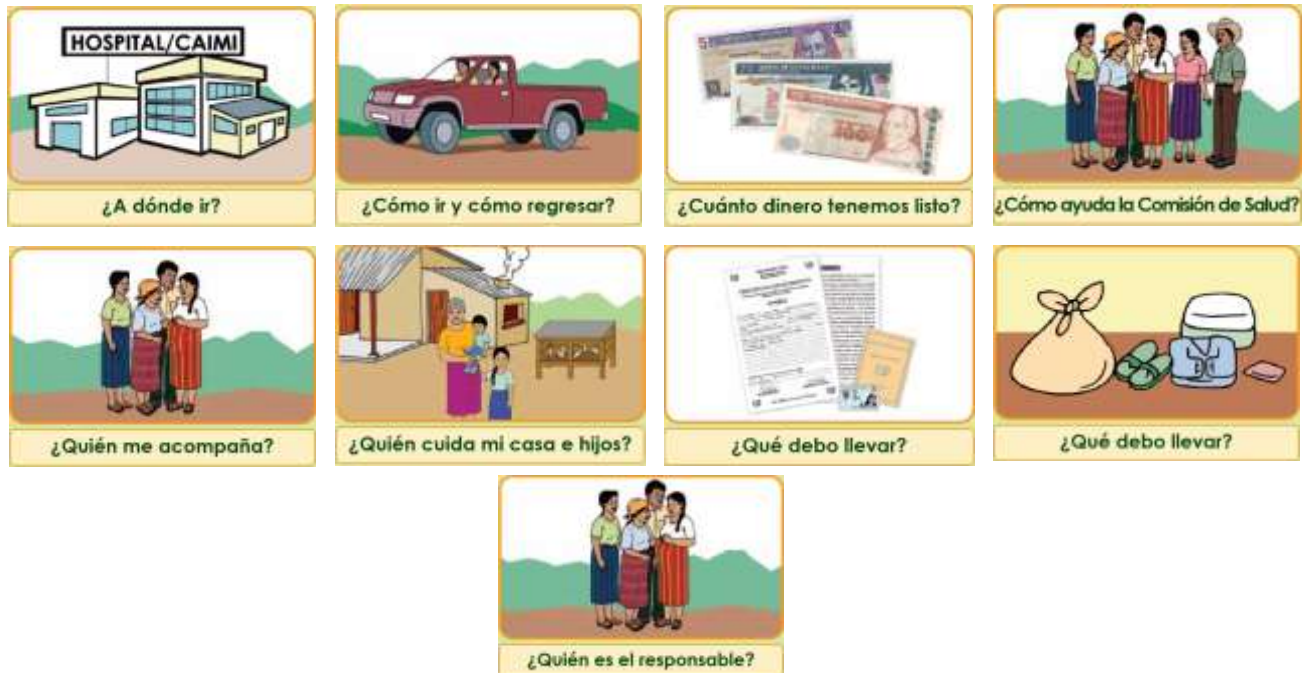 HOSPITAL/CAIMI
¿A dónde ir?
¿Cómo ir y cómo regresar?
¿Cuánto dinero tenemos listo?
¿Cómo ayuda la Comisión de Salud?
¿Quién me acompaña?
¿Quién cuida mi casa e hijos?
¿Qué debo llevar?
¿Qué debo llevar?
¿Quién es el responsable?